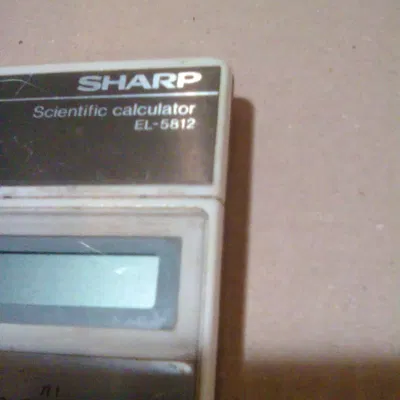 SHARP
Scientific calculator
EL-5812